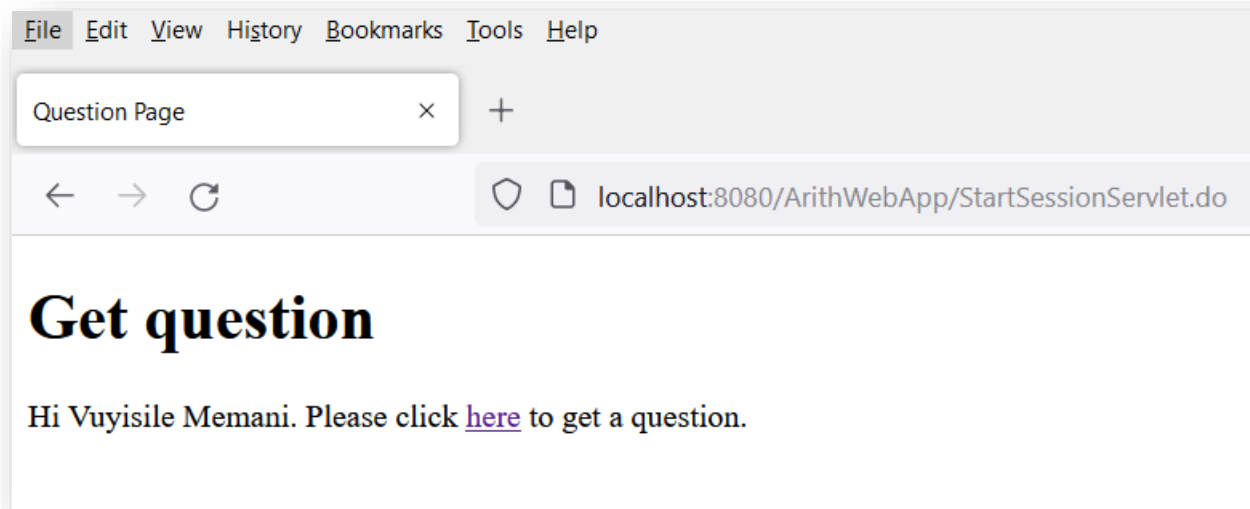 File Edit View History Bookmarks Tools Help
Question Page
localhost:8080/ArithWebApp/StartSessionServlet.do
Get question
Hi Vuyisile Memani. Please click here to get a question.